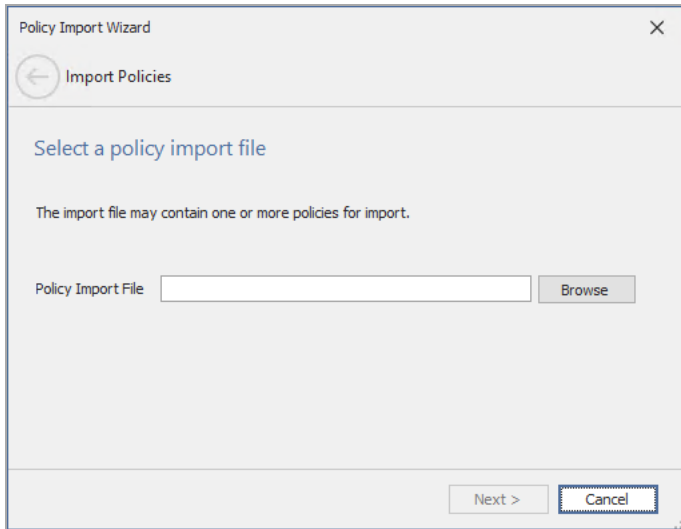 Policy Import Wizard
Import Policies
Select a policy import file
The import file may contain one or more policies for import.
Policy Import File
Browse
Next >
Cancel